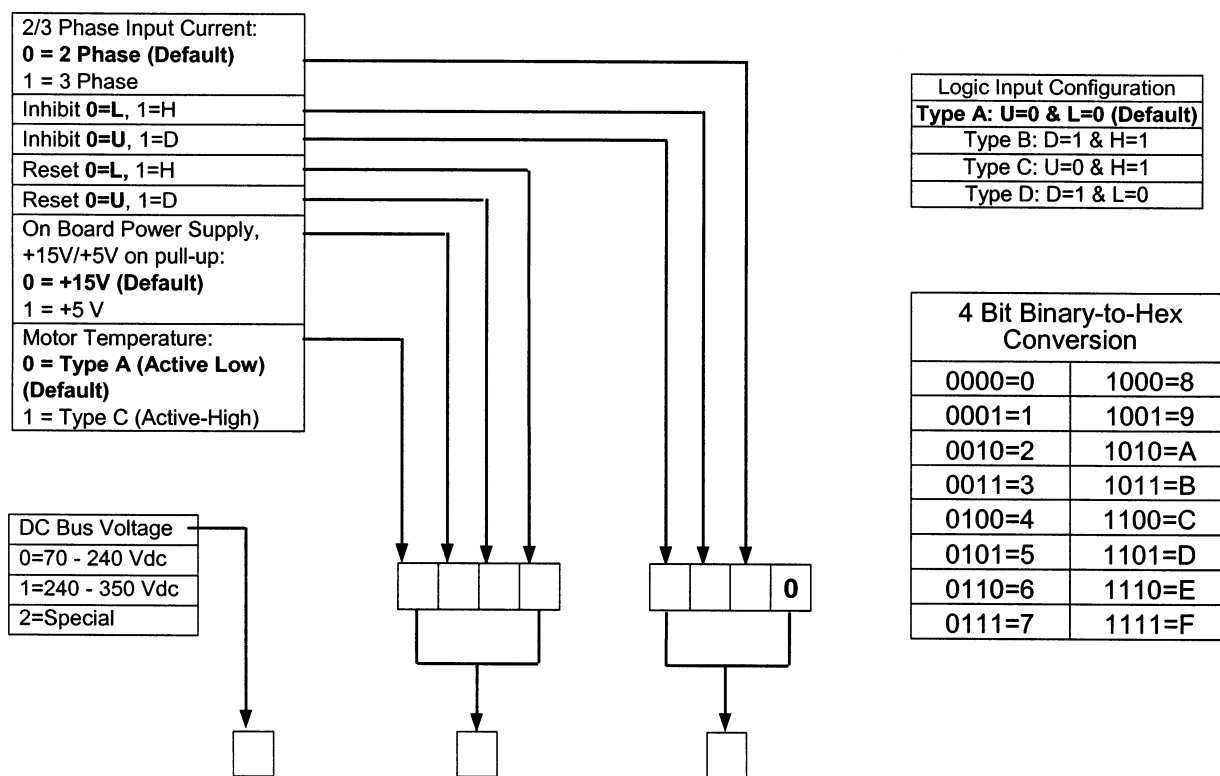 2/3 Phase Input Current:
0 = 2 Phase (Default)
1 = 3 Phase
Inhibit 0=L, 1=H
Inhibit 0=U, 1=D
Reset 0=L, 1=H
Reset 0=U, 1=D
On Board Power Supply,
+15V/+5V on pull-up:
0 = +15V (Default)
1 = +5 V
Motor Temperature:
0 = Type A (Active Low)
(Default)
1 = Type C (Active-High)
Logic Input Configuration
Type A: U=0 & L=0 (Default)
Type B: D=1 & H=1
Type C: U=0 & H=1
Type D: D=1 & L=0
4 Bit Binary-to-Hex
Conversion
0000=0 1000=8
0001=1 1001=9
0010=2 1010=A
0011=3 1011=B
0100=4 1100=C
0101=5 1101=D
0110=6 1110=E
0111=7 1111=F
DC Bus Voltage
0=70 - 240 Vdc
1=240 - 350 Vdc
2=Special
0